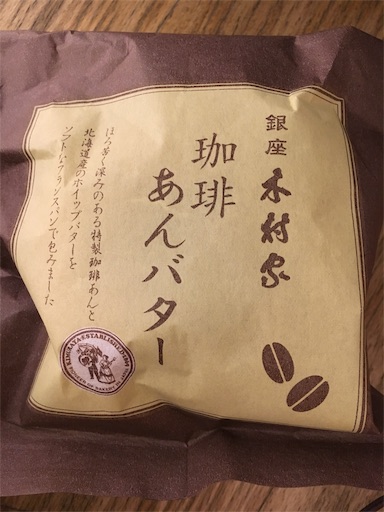 銀座
木村家
珈琲
あんバター
ほろ苦く深みのある特製珈琲あんと
北海道産のホイップバターを
ソフトなフランスパンで包みました